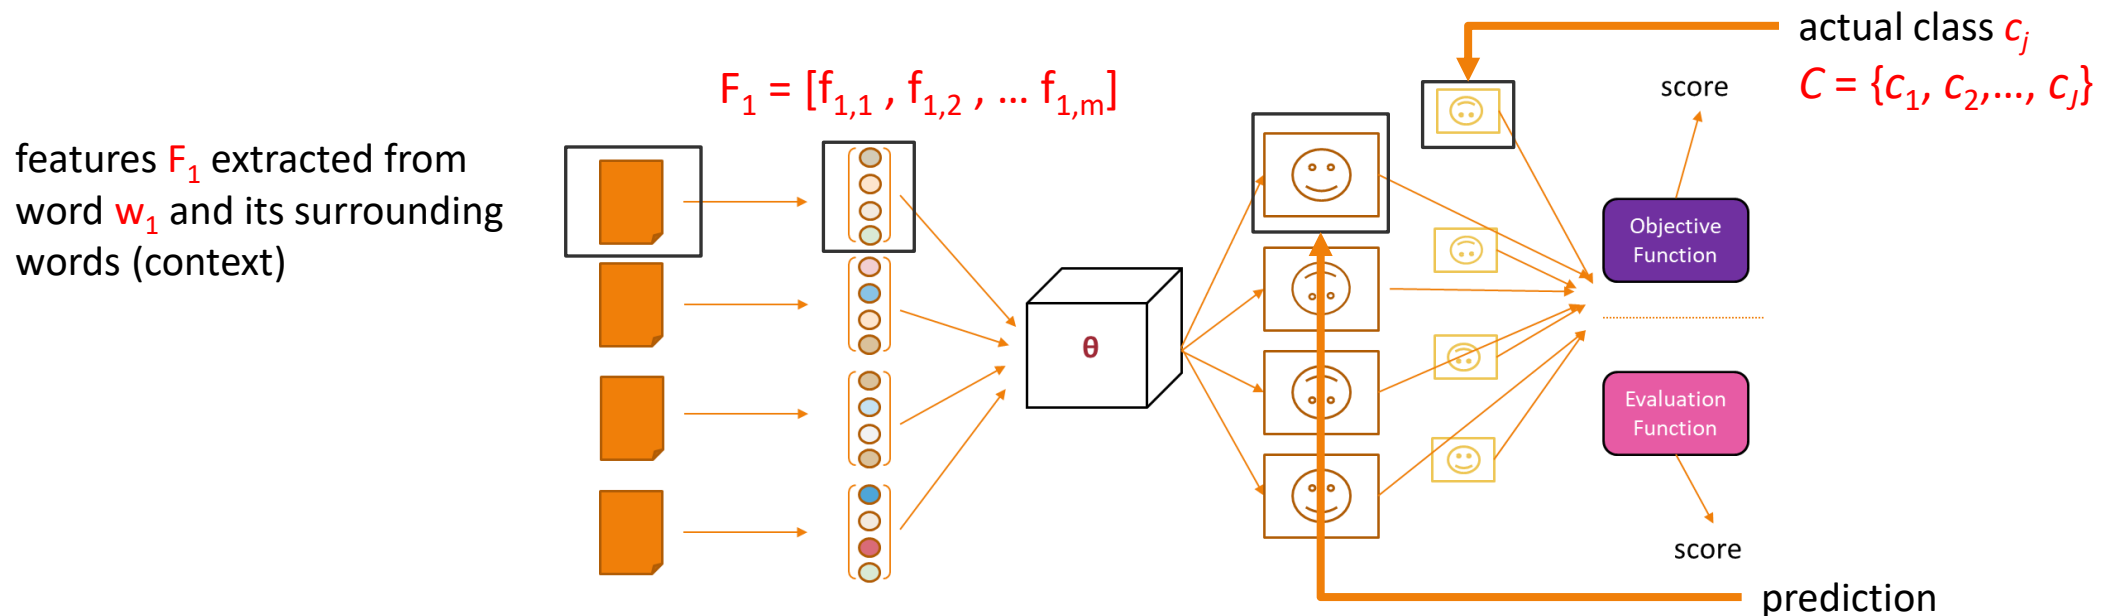 features F₁ extracted from
word w₁ and its surrounding
words (context)
F₁ = [f₁,₁ , f₁,₂ , ... f₁,ₘ]
θ
actual class cⱼ
C = {c₁, c₂,..., c_J}
score
Objective
Function
Evaluation
Function
score
prediction